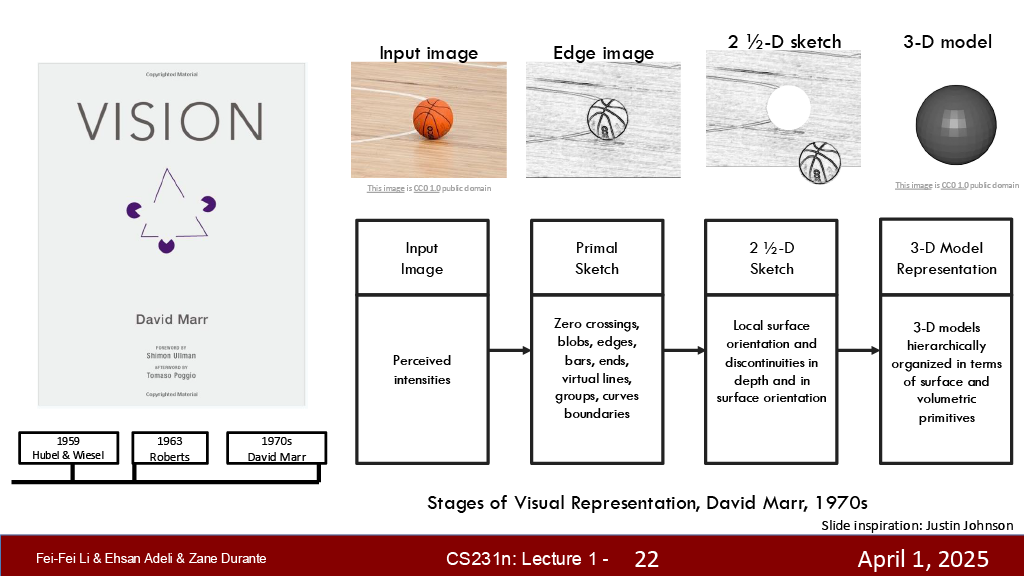 Copyrighted Material
VISION
David Marr
FOREWORD BY
Shimon Ullman
AFTERWORD BY
Tomaso Poggio
Copyrighted Material
Input image
Edge image
2 ½-D sketch
3-D model
This image is CC0 1.0 public domain
This image is CC0 1.0 public domain
Input
Image
Perceived
intensities
Primal
Sketch
Zero crossings,
blobs, edges,
bars, ends,
virtual lines,
groups, curves
boundaries
2 ½-D
Sketch
Local surface
orientation and
discontinuities in
depth and in
surface orientation
3-D Model
Representation
3-D models
hierarchically
organized in terms
of surface and
volumetric
primitives
1959
Hubel & Wiesel
1963
Roberts
1970s
David Marr
Stages of Visual Representation, David Marr, 1970s
Slide inspiration: Justin Johnson
Fei-Fei Li & Ehsan Adeli & Zane Durante
CS231n: Lecture 1 - 22
April 1, 2025